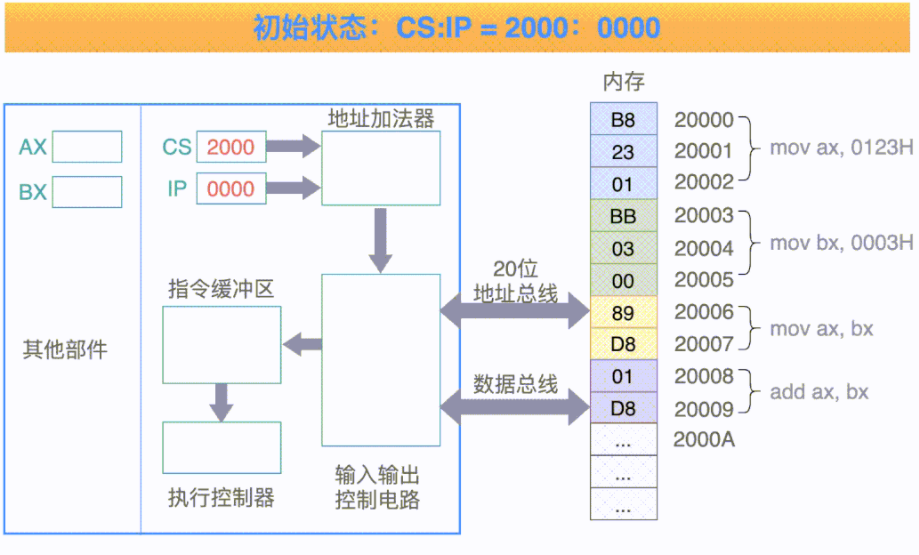 初始状态：CS:IP = 2000：0000
内存
地址加法器
AX
CS 2000
BX
IP 0000
B8 20000
23 20001 mov ax, 0123H
01 20002
BB 20003
03 20004 mov bx, 0003H
00 20005
89 20006
D8 20007 mov ax, bx
01 20008
D8 20009 add ax, bx
... 2000A
...
...
20位
地址总线
指令缓冲区
其他部件
数据总线
执行控制器
输入输出
控制电路